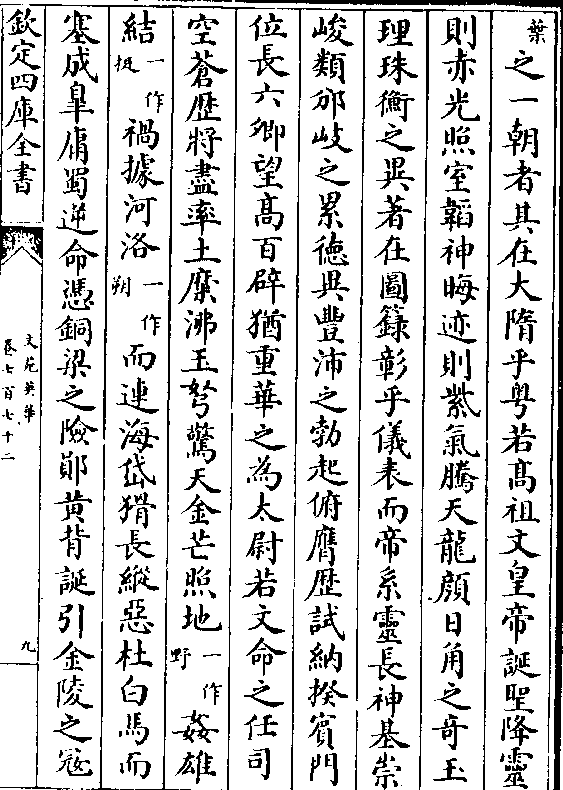 葉之一朝者其在大隋乎粤若髙祖文皇帝誕聖降靈
則赤光照室韜神晦迹則紫氣騰天龍顔日角之竒玉
理珠衡之異著在圖籙彰乎儀表而帝系靈長神基崇
峻類邠岐之累徳異豐沛之勃起俯膺歴試納揆賓門
位長六卿望髙百辟猶重華之為太尉若文命之任司
空蒼歴將盡率土糜沸玉弩驚天金芒照地一作野姦雄
結一作挻禍據河洛一作朔而連海岱猾長縱惡杜白馬而
塞成臯庸蜀逆命憑銅梁之險鄖黄背誕引金陵之寇
欽定四庫全書
文苑英華
卷七百七十二
九